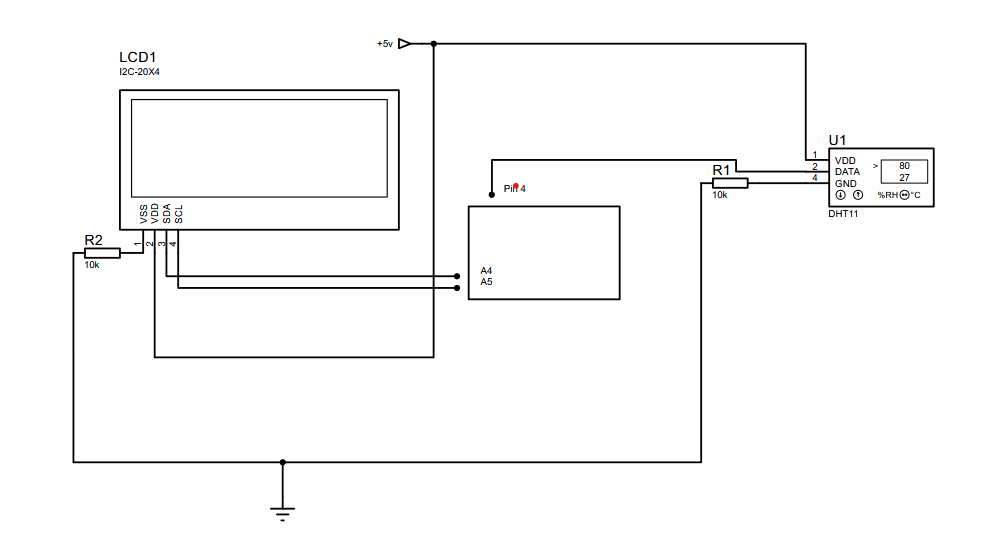 +5v
LCD1
I2C-20X4
VSS
VDD
SDA
SCL
1
2
3
4
R2
10k
Pin 4
A4
A5
R1
10k
U1
1
2
4
VDD
DATA
GND
>
80
27
%RH
°C
DHT11